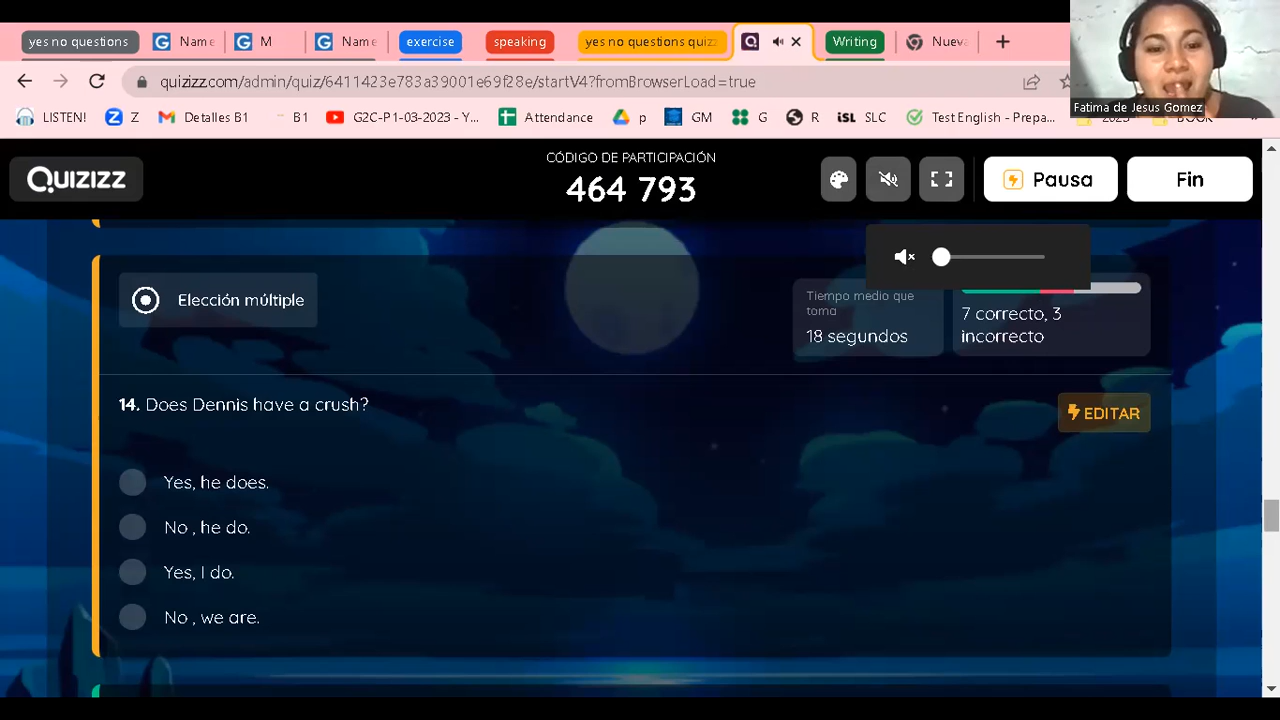 yes no questions
Name
M
Name
exercise
speaking
yes no questions quizz
Writing
Nueva
quizizz.com/admin/quiz/6411423e783a39001e69f28e/startV4?fromBrowserLoad=true
Fatima de Jesus Gomez
LISTEN!
Z
Detalles B1
B1
G2C-P1-03-2023 - Y...
Attendance
p
GM
G
R
SLC
Test English - Prepa...
2023
BOOK
QUIZIZZ
CÓDIGO DE PARTICIPACIÓN
464 793
Pausa
Fin
Elección múltiple
Tiempo medio que
toma
18 segundos
7 correcto, 3
incorrecto
14. Does Dennis have a crush?
EDITAR
Yes, he does.
No , he do.
Yes, I do.
No , we are.